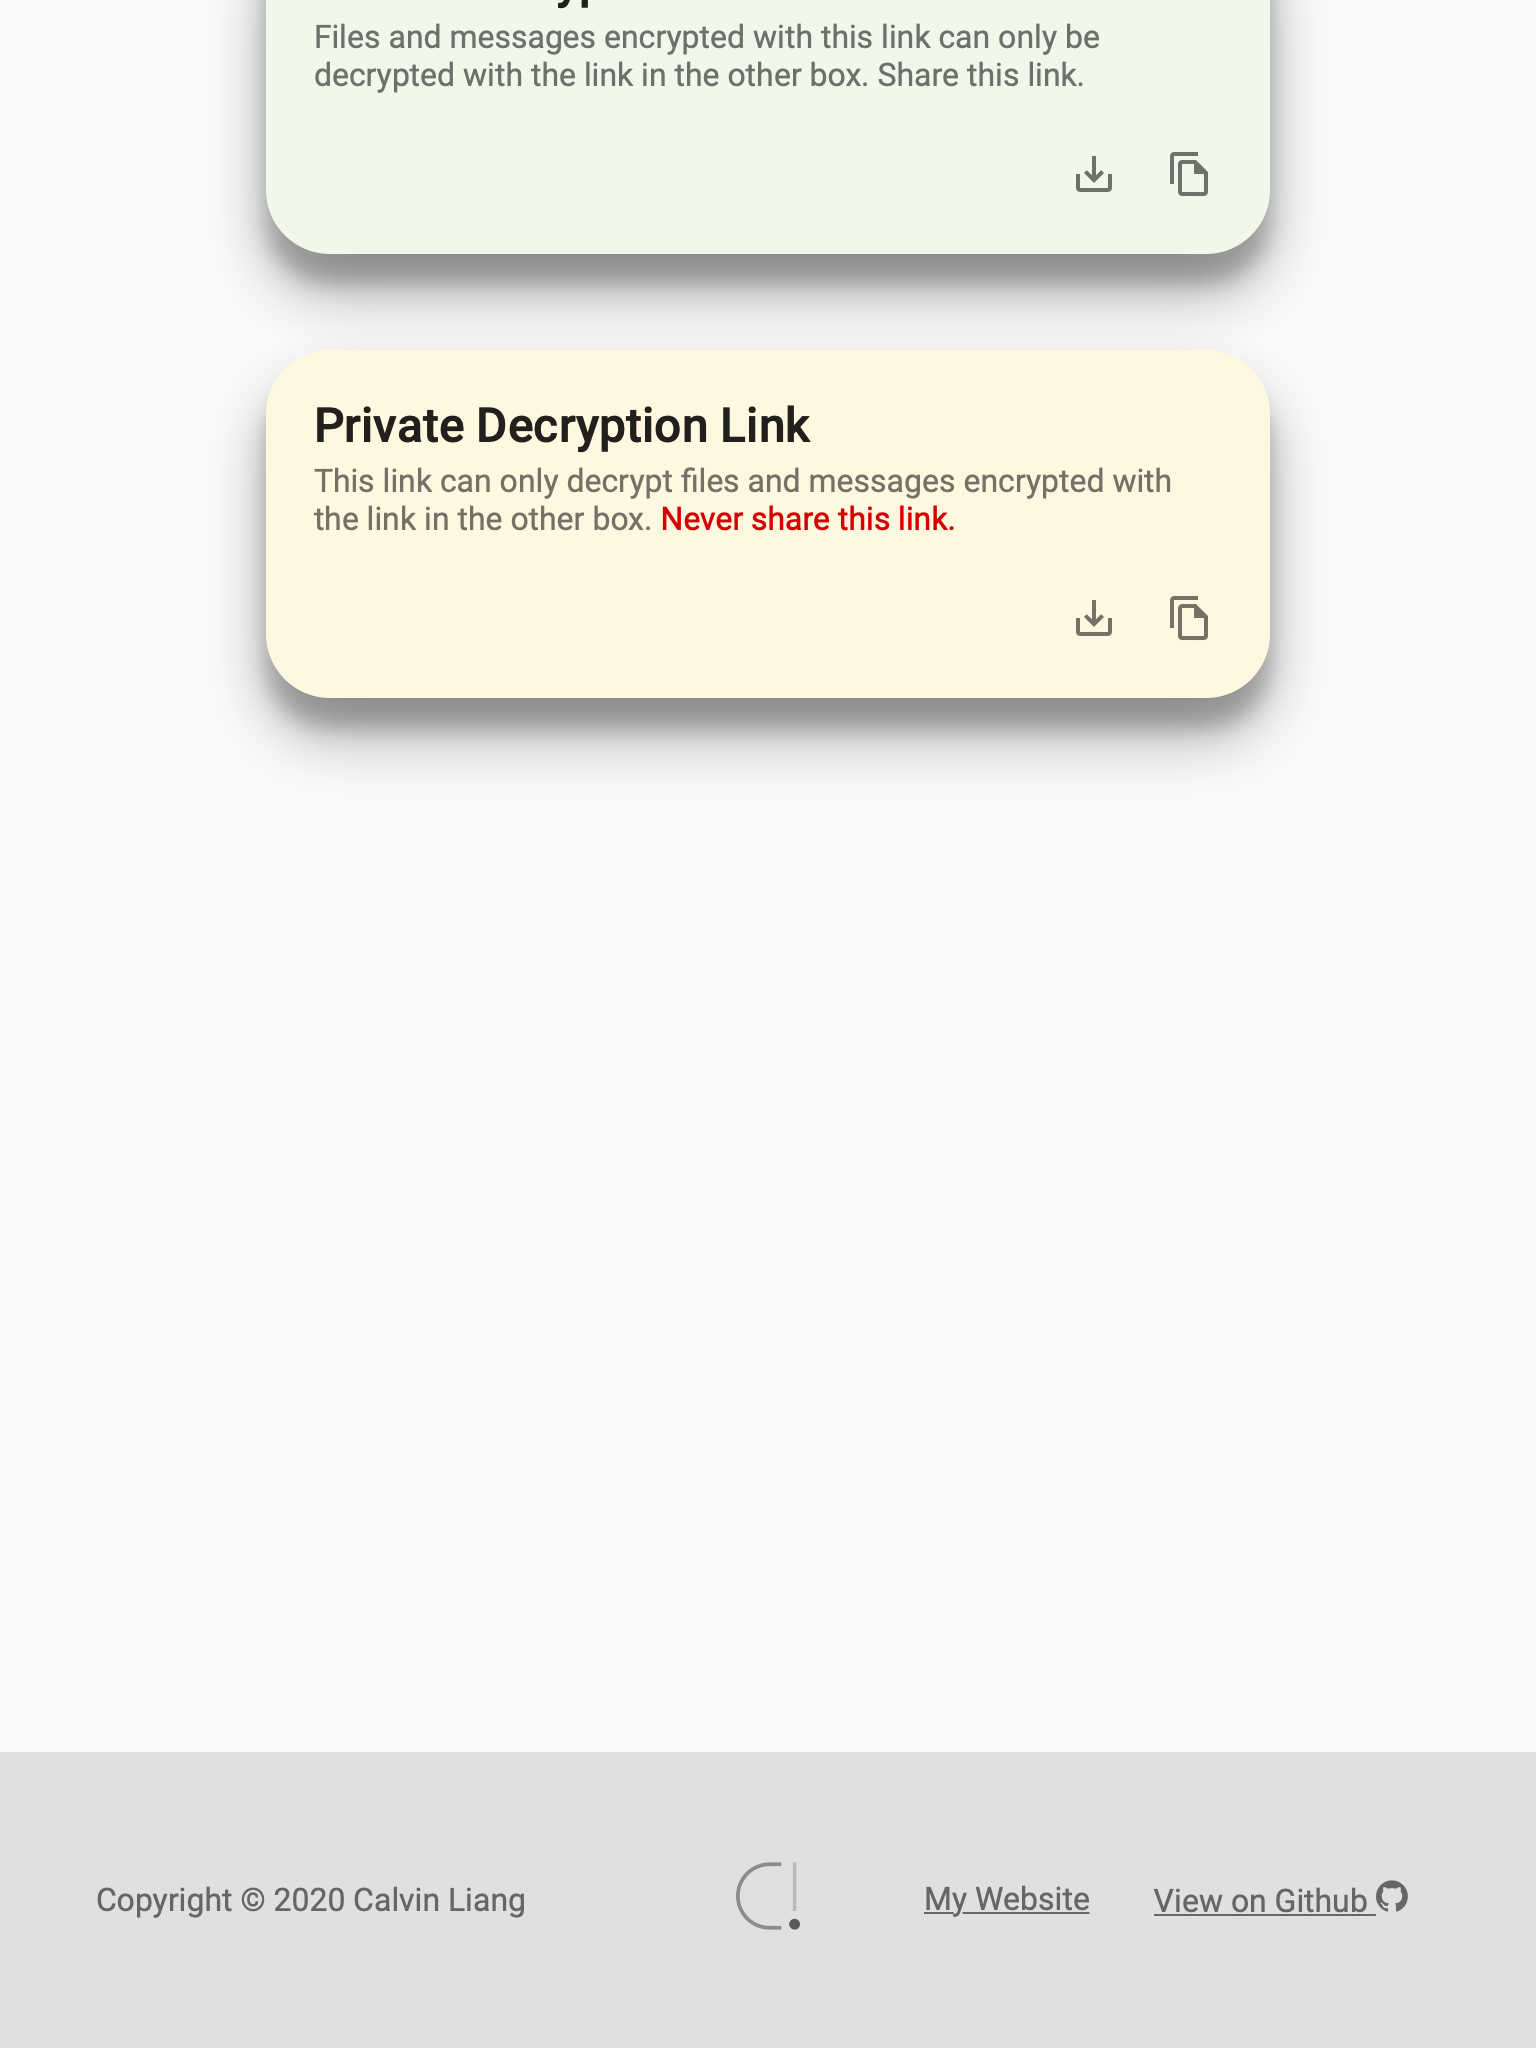 Files and messages encrypted with this link can only be
decrypted with the link in the other box. Share this link.
Private Decryption Link
This link can only decrypt files and messages encrypted with
the link in the other box. Never share this link.
Copyright © 2020 Calvin Liang
My Website
View on Github